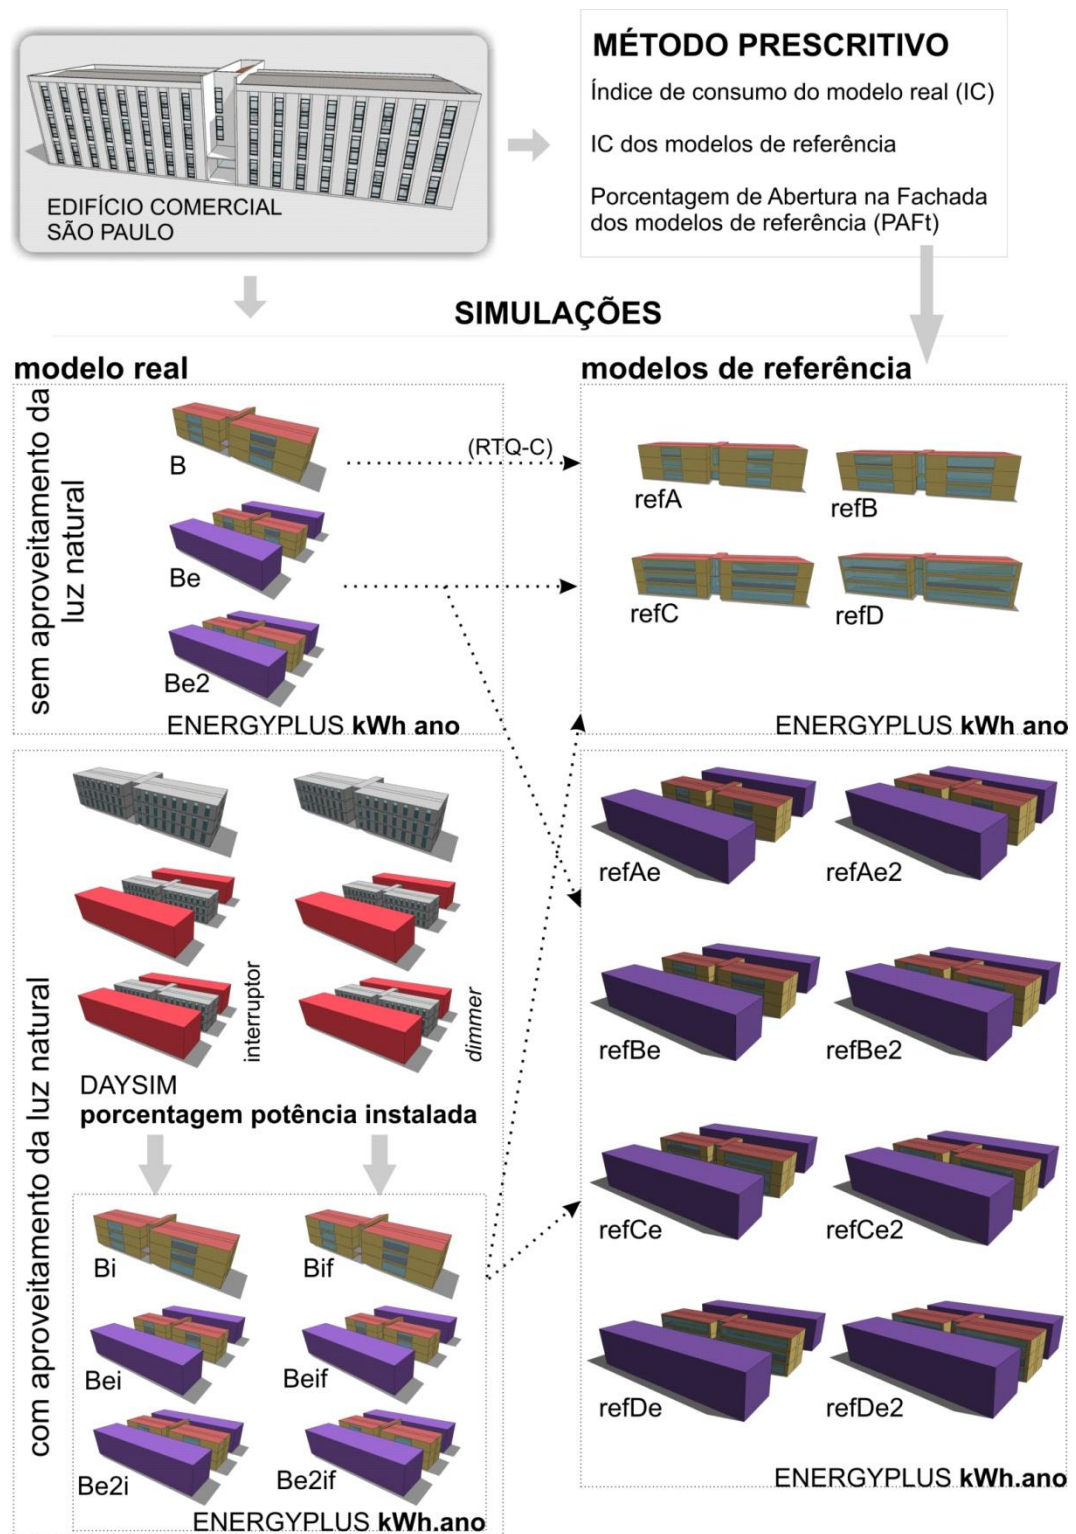 MÉTODO PRESCRITIVO
Índice de consumo do modelo real (IC)
IC dos modelos de referência
Porcentagem de Abertura na Fachada
dos modelos de referência (PAFt)
EDIFÍCIO COMERCIAL
SÃO PAULO
SIMULAÇÕES
modelo real
modelos de referência
sem aproveitamento da
luz natural
B
(RTQ-C)
Be
Be2
ENERGYPLUS kWh ano
refA
refB
refC
refD
ENERGYPLUS kWh ano
com aproveitamento da luz natural
interruptor
dimmer
DAYSIM
porcentagem potência instalada
Bi
Bif
Bei
Beif
Be2i
Be2if
ENERGYPLUS kWh.ano
refAe
refAe2
refBe
refBe2
refCe
refCe2
refDe
refDe2
ENERGYPLUS kWh.ano